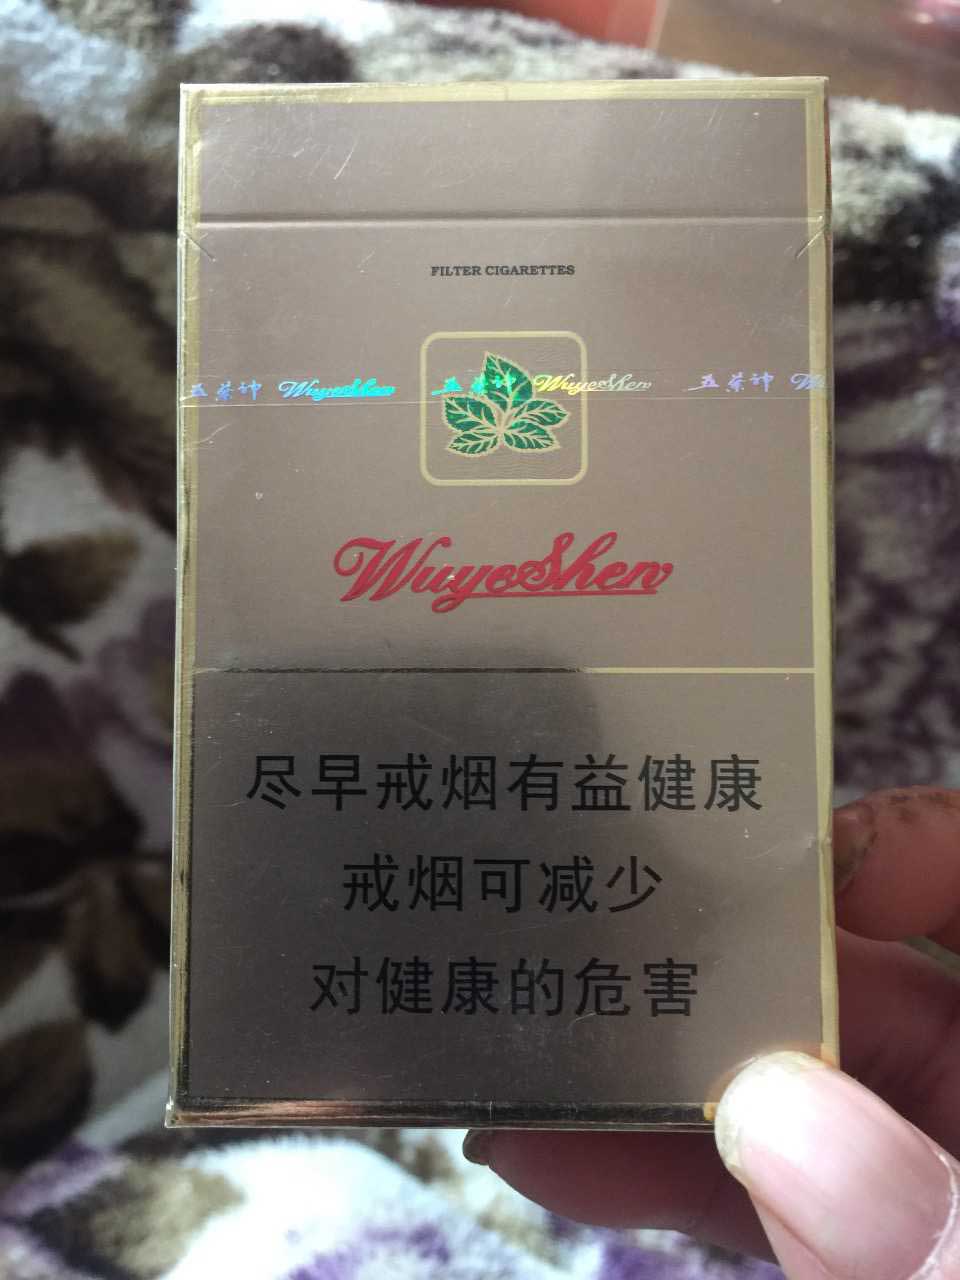 FILTER CIGARETTES
五叶神 WuyeShen 五叶神 WuyeShen 五叶神 Wu
WuyeShen
尽早戒烟有益健康
戒烟可减少
对健康的危害